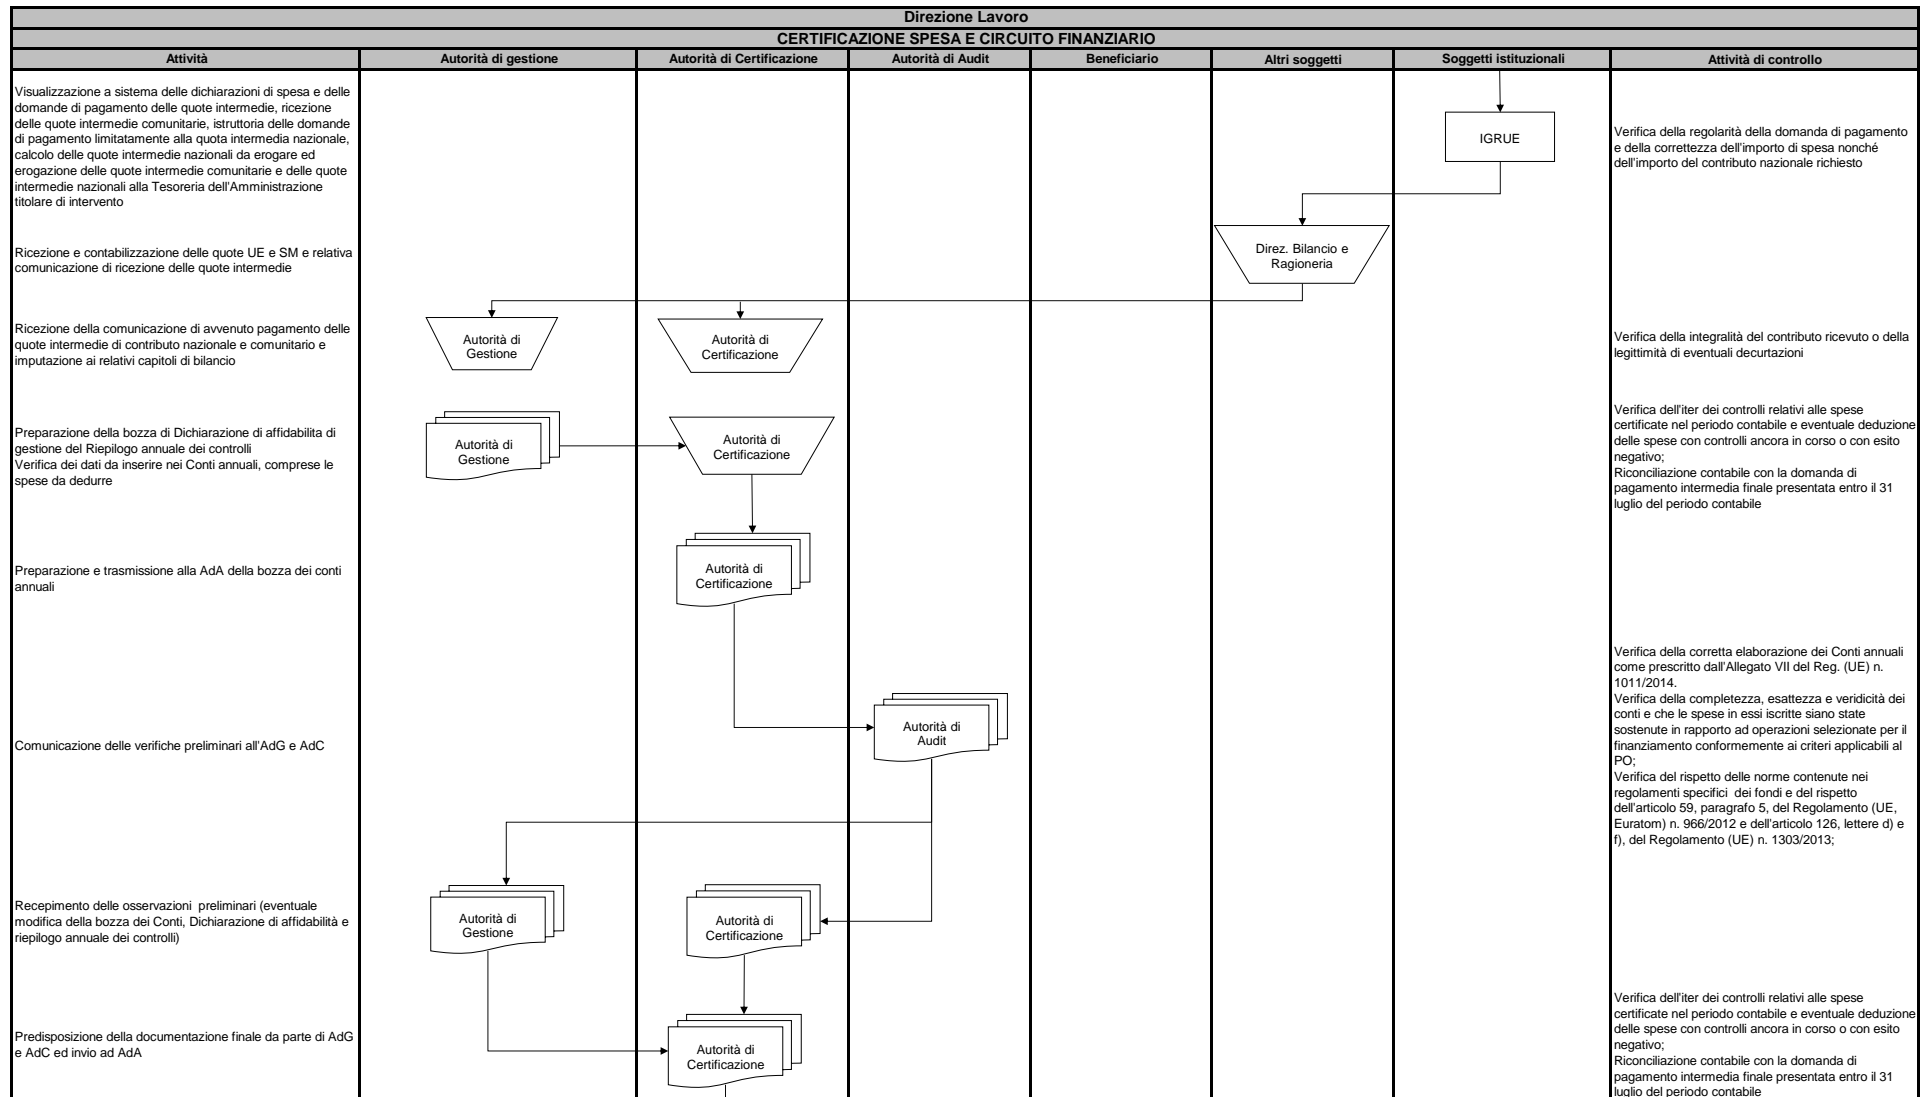 Direzione Lavoro
CERTIFICAZIONE SPESA E CIRCUITO FINANZIARIO
Attività
Autorità di gestione
Autorità di Certificazione
Autorità di Audit
Beneficiario
Altri soggetti
Soggetti istituzionali
Attività di controllo
Visualizzazione a sistema delle dichiarazioni di spesa e delle
domande di pagamento delle quote intermedie, ricezione
delle quote intermedie comunitarie, istruttoria delle domande
di pagamento limitatamente alla quota intermedia nazionale,
calcolo delle quote intermedie nazionali da erogare ed
erogazione delle quote intermedie comunitarie e delle quote
intermedie nazionali alla Tesoreria dell'Amministrazione
titolare di intervento
IGRUE
Verifica della regolarità della domanda di pagamento
e della correttezza dell'importo di spesa nonché
dell'importo del contributo nazionale richiesto
Ricezione e contabilizzazione delle quote UE e SM e relativa
comunicazione di ricezione delle quote intermedie
Direz. Bilancio e
Ragioneria
Ricezione della comunicazione di avvenuto pagamento delle
quote intermedie di contributo nazionale e comunitario e
imputazione ai relativi capitoli di bilancio
Autorità di
Gestione
Autorità di
Certificazione
Verifica della integralità del contributo ricevuto o della
legittimità di eventuali decurtazioni
Preparazione della bozza di Dichiarazione di affidabilita di
gestione del Riepilogo annuale dei controlli
Verifica dei dati da inserire nei Conti annuali, comprese le
spese da dedurre
Autorità di
Gestione
Autorità di
Certificazione
Verifica dell'iter dei controlli relativi alle spese
certificate nel periodo contabile e eventuale deduzione
delle spese con controlli ancora in corso o con esito
negativo;
Riconciliazione contabile con la domanda di
pagamento intermedia finale presentata entro il 31
luglio del periodo contabile
Preparazione e trasmissione alla AdA della bozza dei conti
annuali
Autorità di
Certificazione
Comunicazione delle verifiche preliminari all'AdG e AdC
Autorità di
Audit
Verifica della corretta elaborazione dei Conti annuali
come prescritto dall'Allegato VII del Reg. (UE) n.
1011/2014.
Verifica della completezza, esattezza e veridicità dei
conti e che le spese in essi iscritte siano state
sostenute in rapporto ad operazioni selezionate per il
finanziamento conformemente ai criteri applicabili al
PO;
Verifica del rispetto delle norme contenute nei
regolamenti specifici  dei fondi e del rispetto
dell'articolo 59, paragrafo 5, del Regolamento (UE,
Euratom) n. 966/2012 e dell'articolo 126, lettere d) e
f), del Regolamento (UE) n. 1303/2013;
Recepimento delle osservazioni  preliminari (eventuale
modifica della bozza dei Conti, Dichiarazione di affidabilità e
riepilogo annuale dei controlli)
Autorità di
Gestione
Autorità di
Certificazione
Predisposizione della documentazione finale da parte di AdG
e AdC ed invio ad AdA
Autorità di
Certificazione
Verifica dell'iter dei controlli relativi alle spese
certificate nel periodo contabile e eventuale deduzione
delle spese con controlli ancora in corso o con esito
negativo;
Riconciliazione contabile con la domanda di
pagamento intermedia finale presentata entro il 31
luglio del periodo contabile